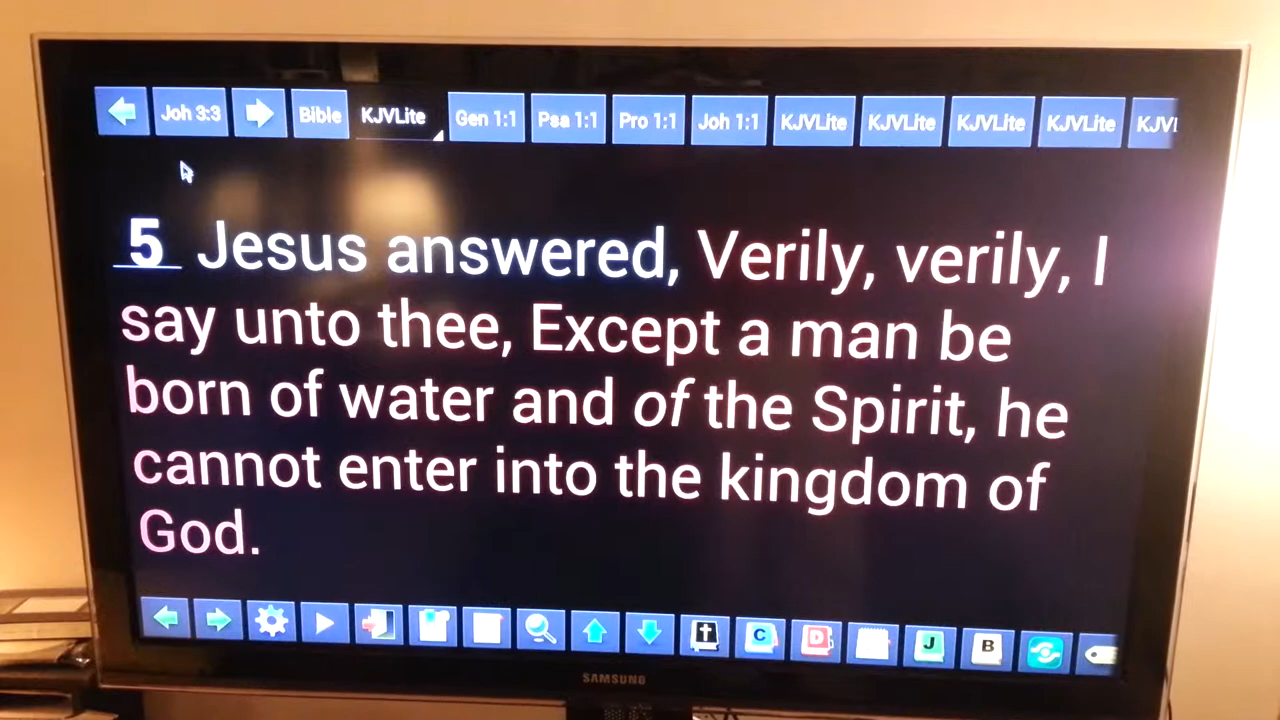 Joh 3:3 Bible KJVLite Gen 1:1 Psa 1:1 Pro 1:1 Joh 1:1 KJVLite KJVLite KJVLite KJVLite
5 Jesus answered, Verily, verily, I
say unto thee, Except a man be
born of water and of the Spirit, he
cannot enter into the kingdom of
God.
C D J B
SAMSUNG